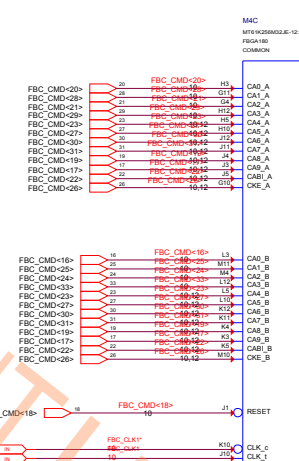 M4C
MT61K256M32JE-12:
FBGA180
COMMON
FBC_CMD<20> 20 FBC_CMD<20> H3 CA0_A
FBC_CMD<28> 28 G11 CA1_A
FBC_CMD<21> 21 G4 CA2_A
FBC_CMD<29> 29 H12 CA3_A
FBC_CMD<23> 23 H5 CA4_A
FBC_CMD<27> 27 H10 CA5_A
FBC_CMD<30> 30 J12 CA6_A
FBC_CMD<31> 31 J11 CA7_A
FBC_CMD<19> 19 J4 CA8_A
FBC_CMD<17> 17 J3 CA9_A
FBC_CMD<22> 22 J5 CABI_A
FBC_CMD<26> 26 10,12 G10 CKE_A
FBC_CMD<16> 16 FBC_CMD<16> L3 CA0_B
FBC_CMD<25> 25 M11 CA1_B
FBC_CMD<24> 24 M4 CA2_B
FBC_CMD<33> 33 L12 CA3_B
FBC_CMD<23> 23 L5 CA4_B
FBC_CMD<27> 27 L10 CA5_B
FBC_CMD<30> 30 K12 CA6_B
FBC_CMD<31> 31 K11 CA7_B
FBC_CMD<19> 19 K4 CA8_B
FBC_CMD<17> 17 K3 CA9_B
FBC_CMD<22> 22 K5 CABI_B
FBC_CMD<26> 26 10,12 M10 CKE_B
_CMD<18> 18 FBC_CMD<18> J1 RESET
10
IN FBC_CLK1* K10 CLK_c
IN 10 J10 CLK_t